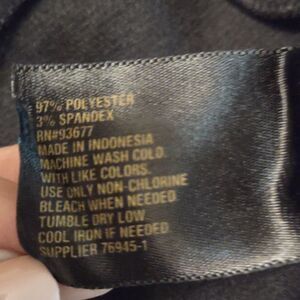 97% POLYESTER
3% SPANDEX
RN#93677
MADE IN INDONESIA
MACHINE WASH COLD
WITH LIKE COLORS.
USE ONLY NON-CHLORINE
BLEACH WHEN NEEDED.
TUMBLE DRY LOW.
COOL IRON IF NEEDED
SUPPLIER 76945-1